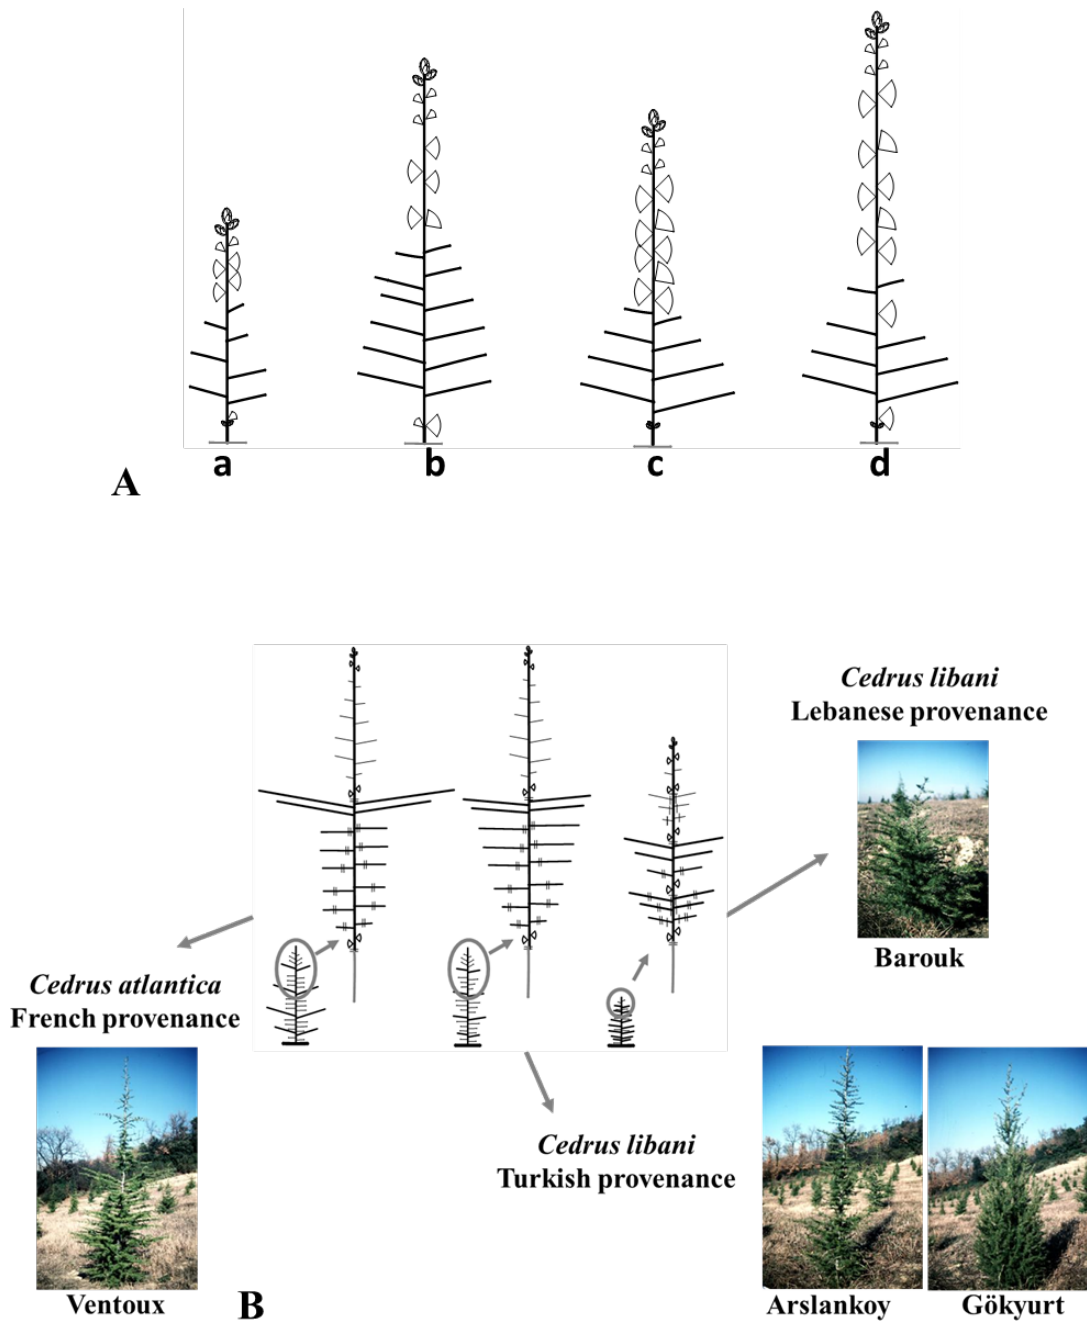 a
b
c
d
A
Cedrus libani
Lebanese provenance
Barouk
Cedrus atlantica
French provenance
Cedrus libani
Turkish provenance
Ventoux
B
Arslankoy
Gökyurt